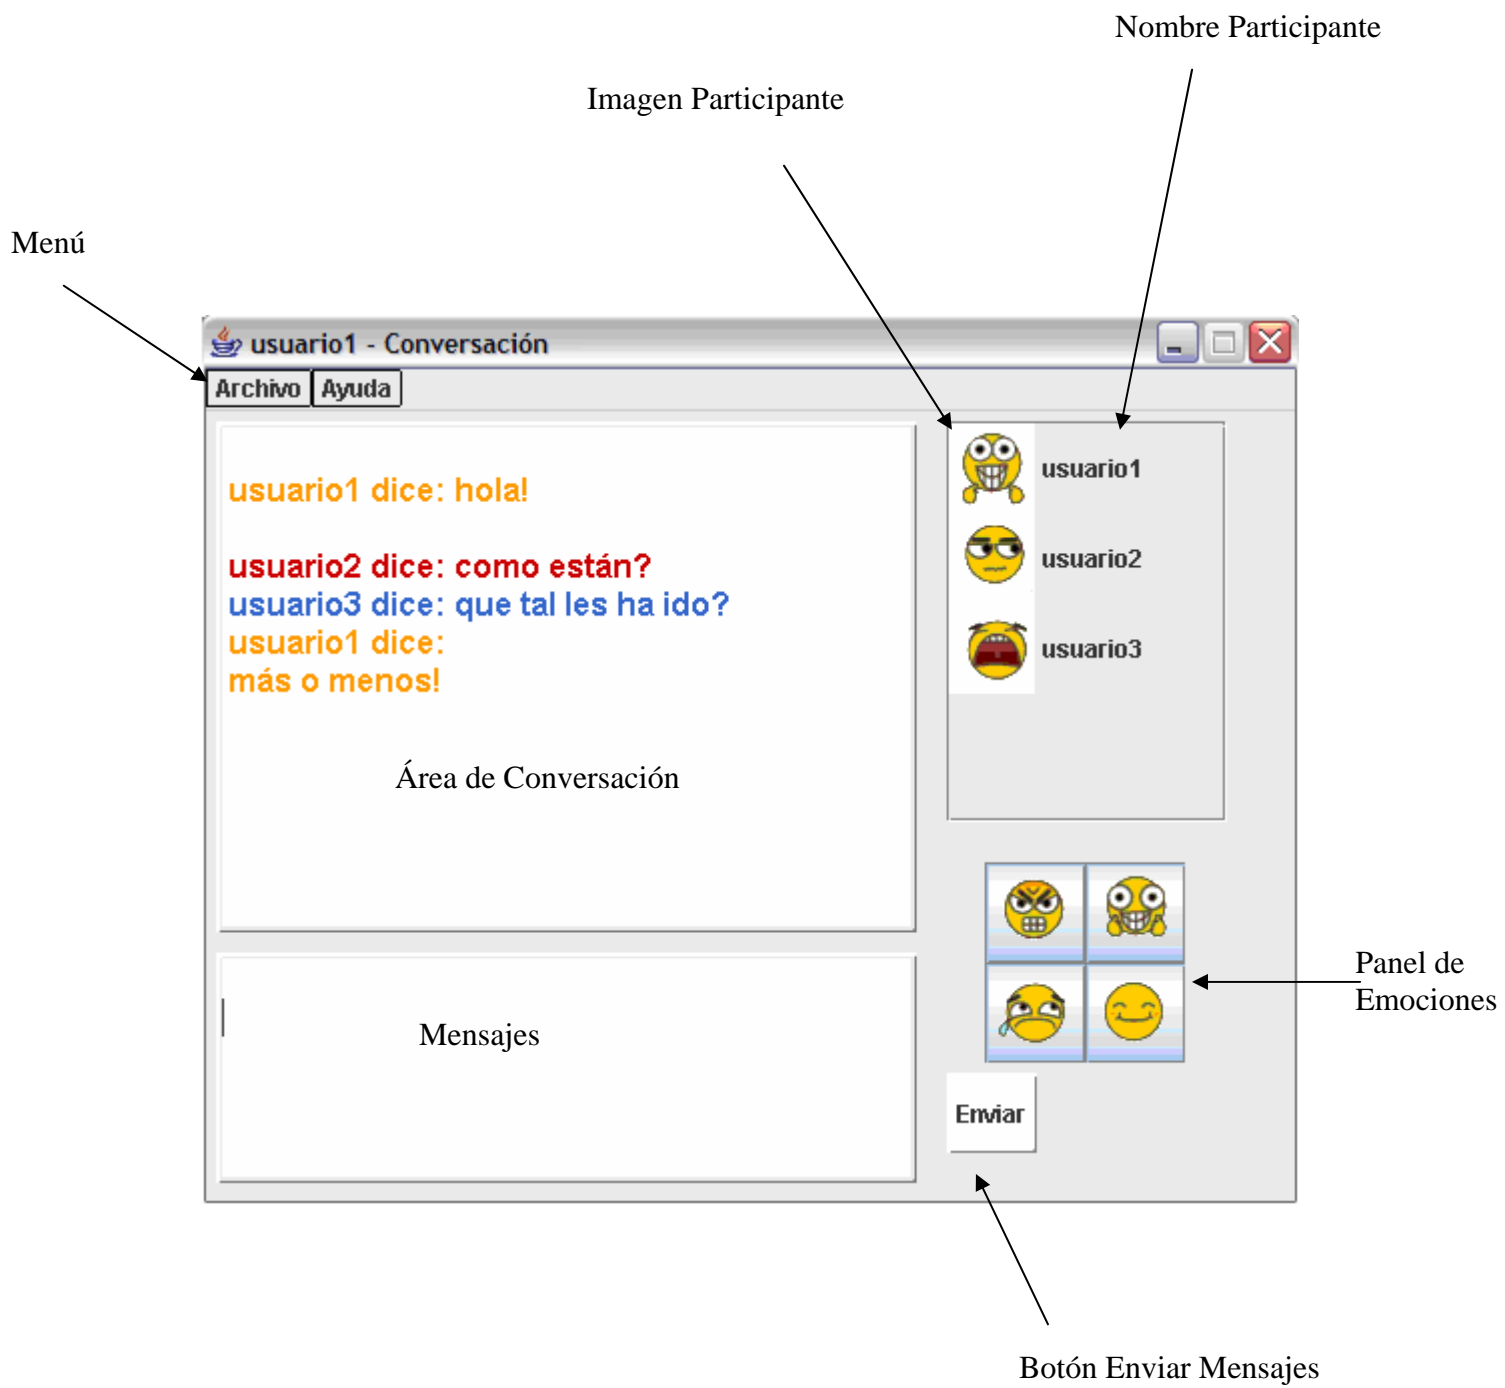 Nombre Participante
Imagen Participante
Menú
usuario1 - Conversación
Archivo Ayuda
usuario1 dice: hola!
usuario2 dice: como están?
usuario3 dice: que tal les ha ido?
usuario1 dice:
más o menos!
Área de Conversación
usuario1
usuario2
usuario3
Panel de
Emociones
Mensajes
Enviar
Botón Enviar Mensajes